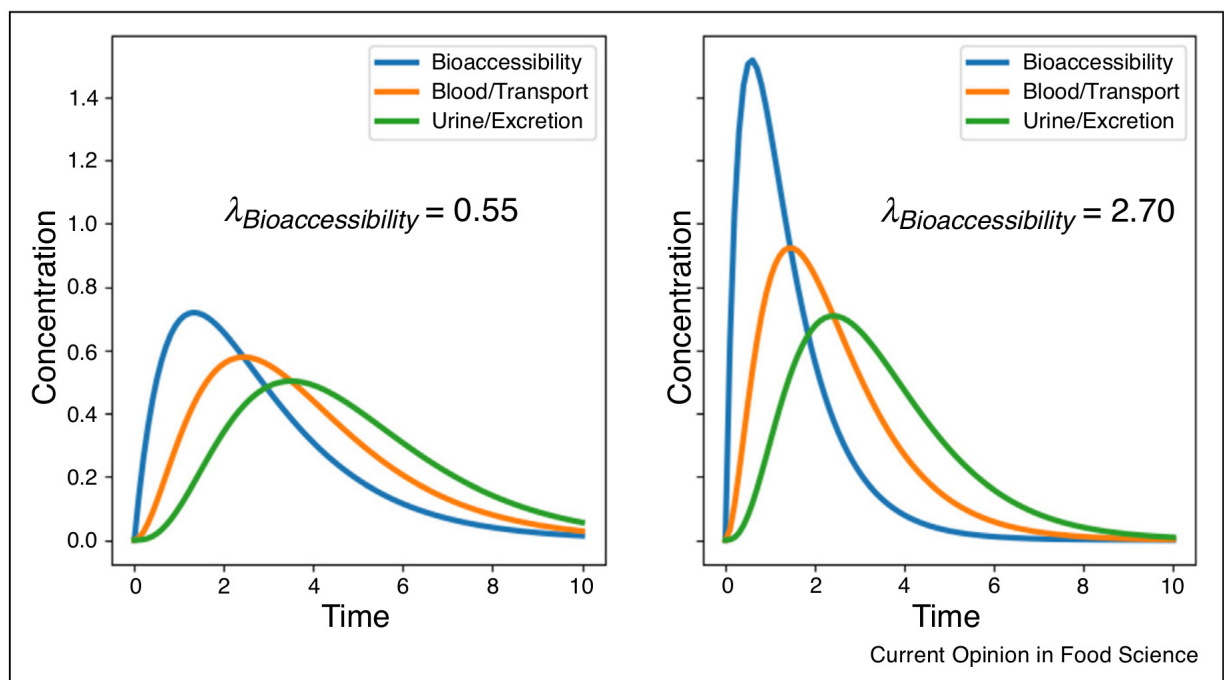 Bioaccessibility
Blood/Transport
Urine/Excretion
λBioaccessibility = 0.55
Concentration
1.4
1.2
1.0
0.8
0.6
0.4
0.2
0.0
0 2 4 6 8 10
Time
Bioaccessibility
Blood/Transport
Urine/Excretion
λBioaccessibility = 2.70
Concentration
0 2 4 6 8 10
Time
Current Opinion in Food Science